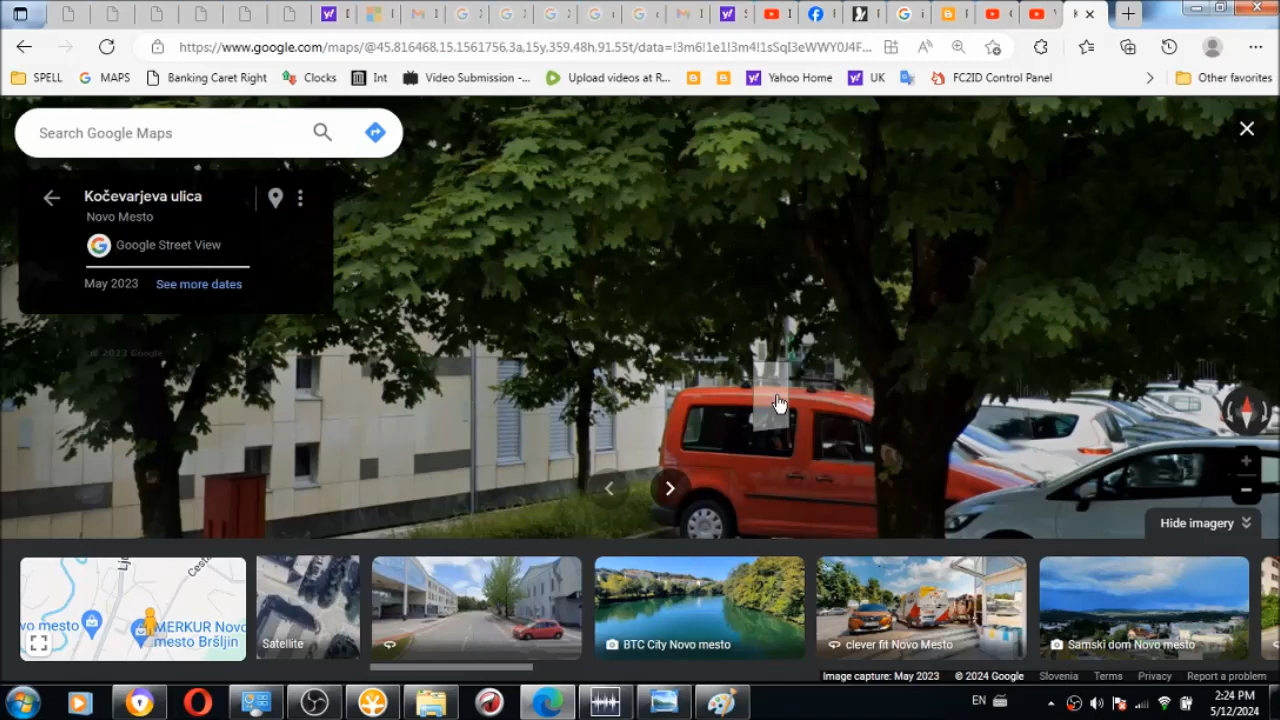 https://www.google.com/maps/@45.816468,15.1561756,3a,15y,359.48h,91.55t/data=!3m6!1e1!3m4!1sSqI3eWWY0J4F...
SPELL
MAPS
Banking Caret Right
Clocks
Int
Video Submission -...
Upload videos at R...
Yahoo Home
UK
FC2ID Control Panel
Other favorites
Search Google Maps
Kočevarjeva ulica
Novo Mesto
Google Street View
May 2023
See more dates
© 2023 Google
Hide imagery
vo mesto
MERKUR Novo
mesto Bršljin
Satellite
BTC City Novo mesto
clever fit Novo Mesto
Samski dom Novo mesto
Image capture: May 2023
© 2024 Google
Slovenia
Terms
Privacy
Report a problem
EN
2:24 PM
5/12/2024